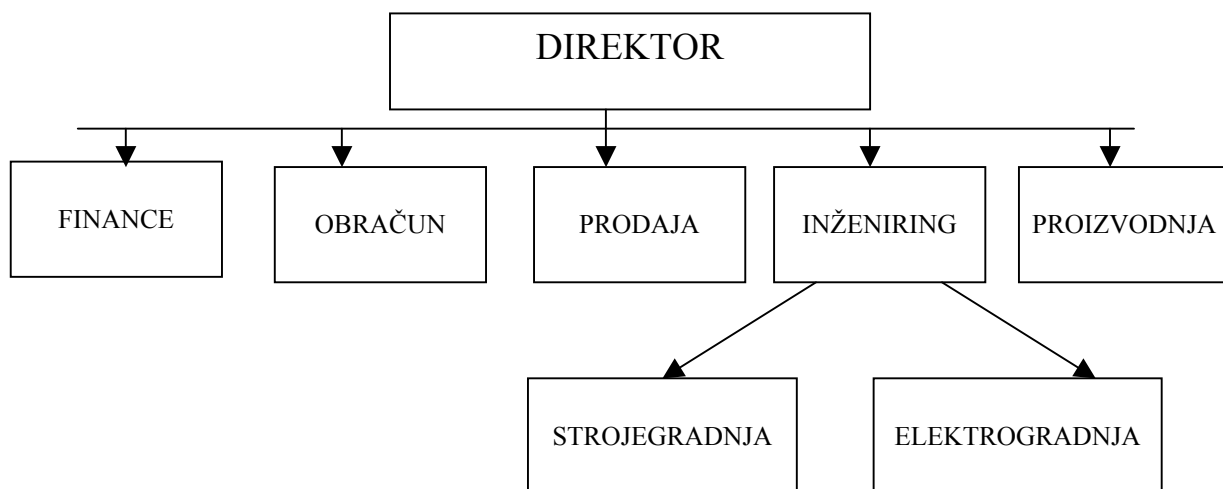 DIREKTOR
FINANCE
OBRAČUN
PRODAJA
INŽENIRING
PROIZVODNJA
STROJEGRADNJA
ELEKTROGRADNJA